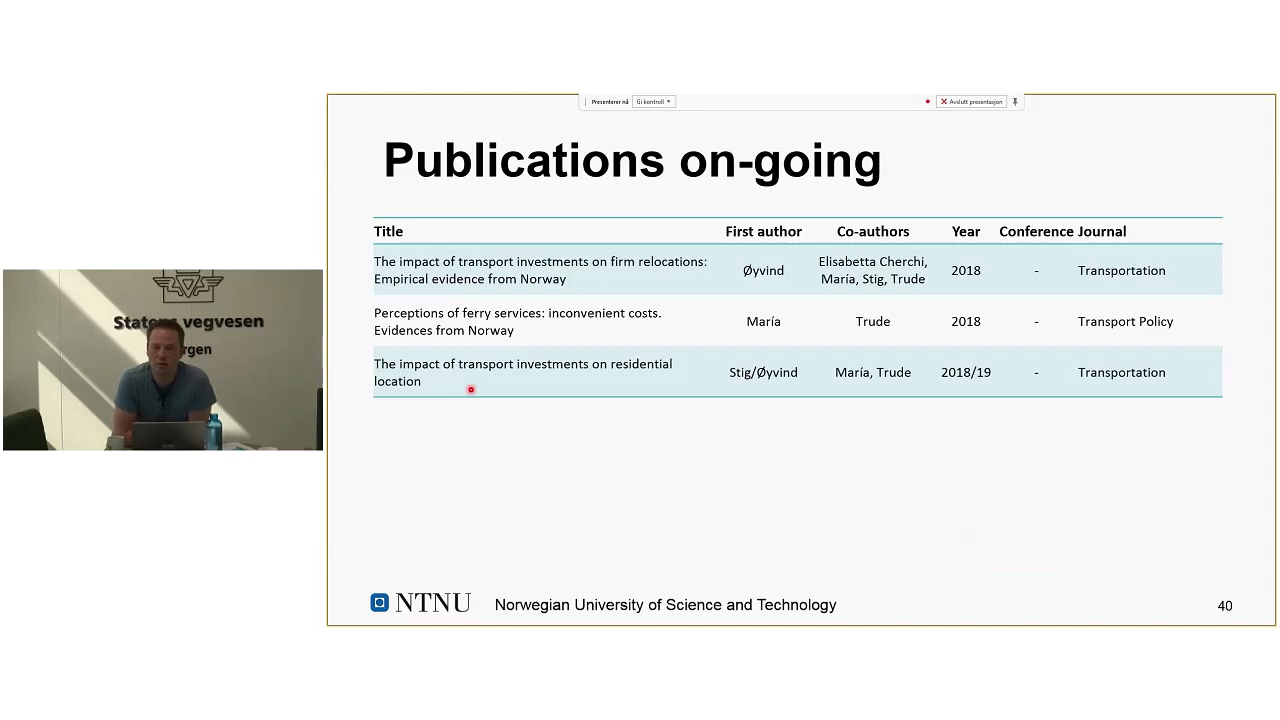 Presenterer nå
Gi kontroll
Avslutt presentasjon
Publications on-going
Title First author Co-authors Year Conference Journal
The impact of transport investments on firm relocations:
Empirical evidence from Norway
Øyvind
Elisabetta Cherchi,
María, Stig, Trude
2018 - Transportation
Perceptions of ferry services: inconvenient costs.
Evidences from Norway
María Trude 2018 - Transport Policy
The impact of transport investments on residential
location
Stig/Øyvind María, Trude 2018/19 - Transportation
Statens vegvesen
NTNU Norwegian University of Science and Technology 40